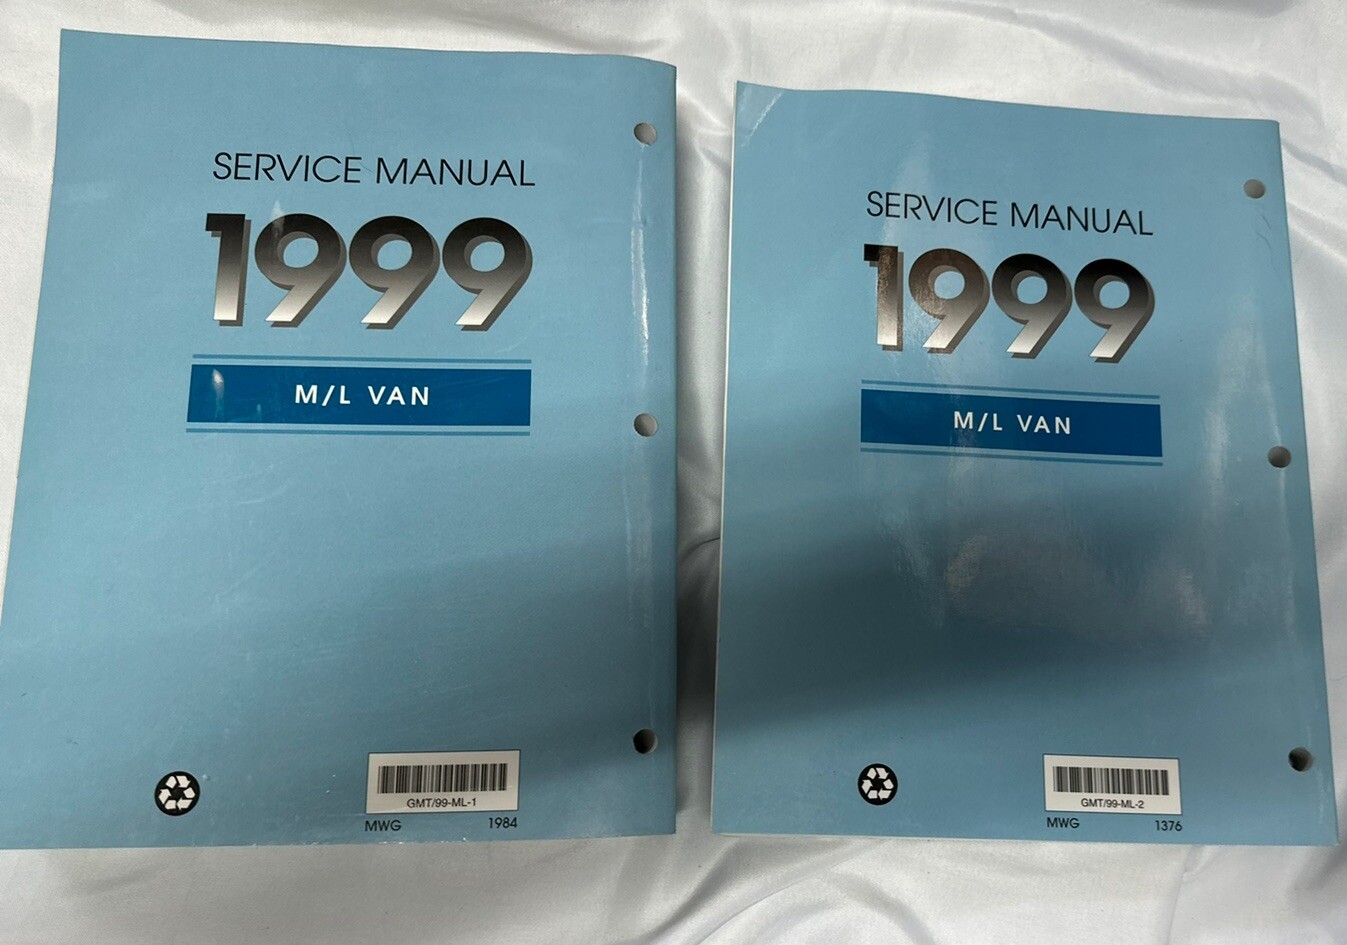 SERVICE MANUAL
1999
M/L VAN
GMT/99-ML-1
MWG 1984
SERVICE MANUAL
1999
M/L VAN
GMT/99-ML-2
MWG 1376